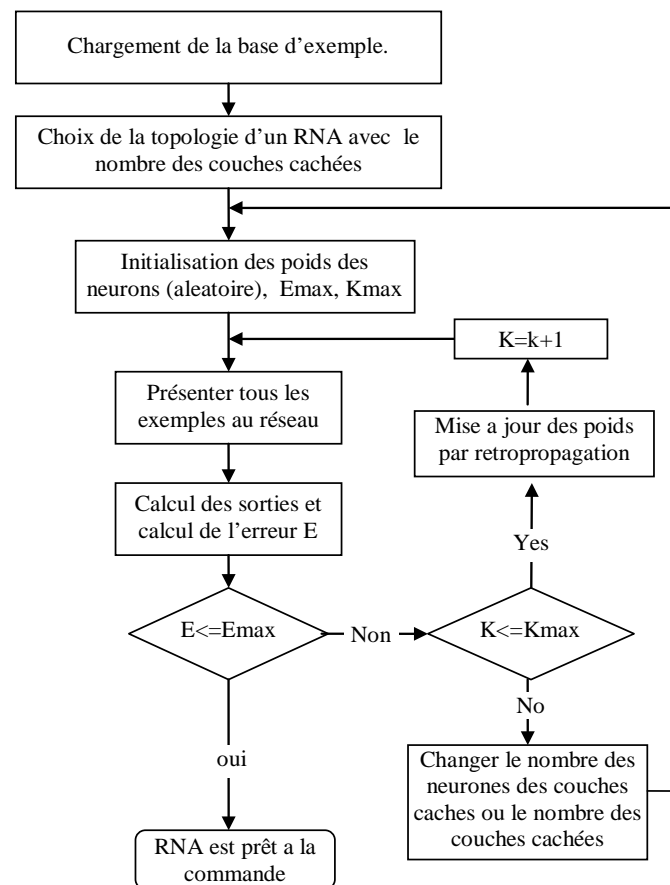 Chargement de la base d’exemple.
Choix de la topologie d’un RNA avec le
nombre des couches cachées
Initialisation des poids des
neurons (aleatoire), Emax, Kmax
K=k+1
Présenter tous les
exemples au réseau
Mise a jour des poids
par retropropagation
Calcul des sorties et
calcul de l’erreur E
Yes
E<=Emax
Non
K<=Kmax
No
oui
Changer le nombre des
neurones des couches
caches ou le nombre des
couches cachées
RNA est prêt a la
commande